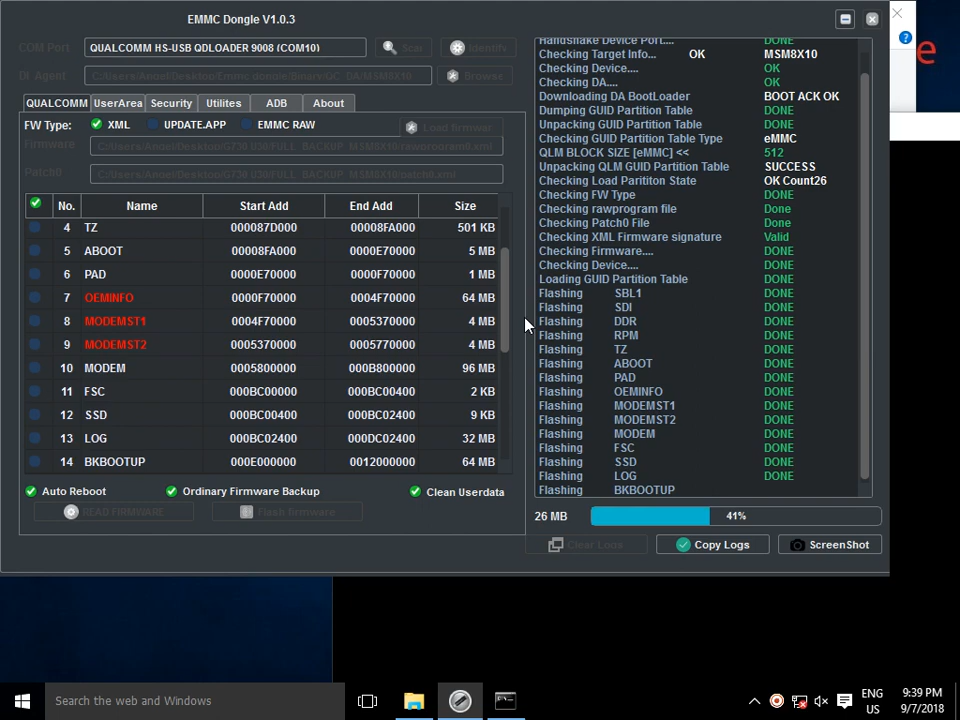 EMMC Dongle V1.0.3
COM Port QUALCOMM HS-USB QDLOADER 9008 (COM10) Scan Identify
DL Agent C:/Users/Angel/Desktop/Emmc dongle/Binary/QC_DA/MSM8X10 Browse
QUALCOMM UserArea Security Utilites ADB About
FW Type: XML UPDATE.APP EMMC RAW Load firmwar
Firmware C:/Users/Angel/Desktop/G730 U30/FULL_BACKUP_MSM8X10/rawprogram0.xml
Patch0 C:/Users/Angel/Desktop/G730 U30/FULL_BACKUP_MSM8X10/patch0.xml
No. Name Start Add End Add Size
4 TZ 000087D000 00008FA000 501 KB
5 ABOOT 00008FA000 0000E70000 5 MB
6 PAD 0000E70000 0000F70000 1 MB
7 OEMINFO 0000F70000 0004F70000 64 MB
8 MODEMST1 0004F70000 0005370000 4 MB
9 MODEMST2 0005370000 0005770000 4 MB
10 MODEM 0005800000 000B800000 96 MB
11 FSC 000BC00000 000BC00400 2 KB
12 SSD 000BC00400 000BC02400 9 KB
13 LOG 000BC02400 000DC02400 32 MB
14 BKBOOTUP 000E000000 0012000000 64 MB
Auto Reboot Ordinary Firmware Backup Clean Userdata
READ FIRMWARE Flash firmware
Handshake Device Port.... DONE
Checking Target Info... OK MSM8X10
Checking Device.... OK
Checking DA.... OK
Downloading DA BootLoader BOOT ACK OK
Dumping GUID Partition Table DONE
Unpacking GUID Partition Table DONE
Checking GUID Partition Table Type eMMC
QLM BLOCK SIZE [eMMC] << 512
Unpacking QLM GUID Partition Table SUCCESS
Checking Load Partiton State OK Count26
Checking FW Type DONE
Checking rawprogram file Done
Checking Patch0 File Done
Checking XML Firmware signature Valid
Checking Firmware.... DONE
Checking Device.... DONE
Loading GUID Partition Table DONE
Flashing SBL1 DONE
Flashing SDI DONE
Flashing DDR DONE
Flashing RPM DONE
Flashing TZ DONE
Flashing ABOOT DONE
Flashing PAD DONE
Flashing OEMINFO DONE
Flashing MODEMST1 DONE
Flashing MODEMST2 DONE
Flashing MODEM DONE
Flashing FSC DONE
Flashing SSD DONE
Flashing LOG DONE
Flashing BKBOOTUP
26 MB 41%
Clear Logs Copy Logs ScreenShot
e
Search the web and Windows
ENG
US
9:39 PM
9/7/2018